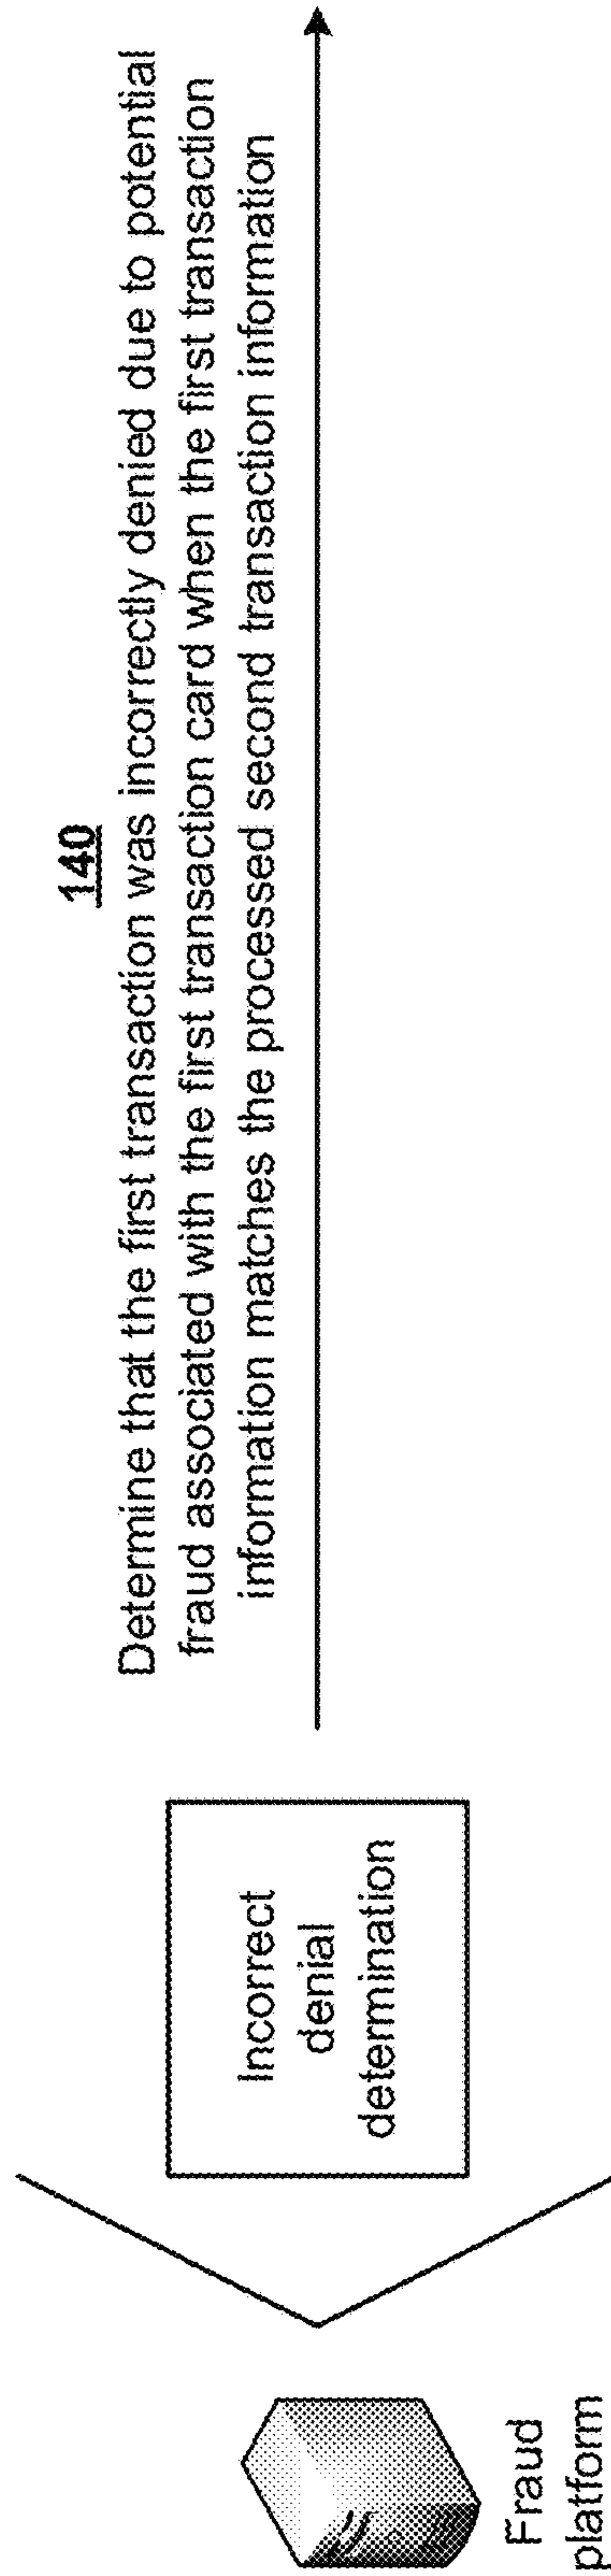 140
Determine that the first transaction was incorrectly denied due to potential
fraud associated with the first transaction card when the first transaction
information matches the processed second transaction information
Incorrect
denial
determination
Fraud
platform